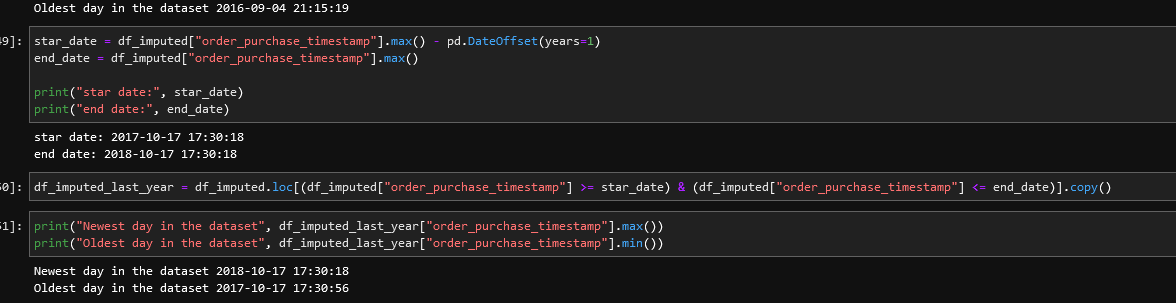 Oldest day in the dataset 2016-09-04 21:15:19
49]: star_date = df_imputed["order_purchase_timestamp"].max() - pd.DateOffset(years=1)
end_date = df_imputed["order_purchase_timestamp"].max()
print("star date:", star_date)
print("end date:", end_date)
star date: 2017-10-17 17:30:18
end date: 2018-10-17 17:30:18
50]: df_imputed_last_year = df_imputed.loc[(df_imputed["order_purchase_timestamp"] >= star_date) & (df_imputed["order_purchase_timestamp"] <= end_date)].copy()
51]: print("Newest day in the dataset", df_imputed_last_year["order_purchase_timestamp"].max())
print("Oldest day in the dataset", df_imputed_last_year["order_purchase_timestamp"].min())
Newest day in the dataset 2018-10-17 17:30:18
Oldest day in the dataset 2017-10-17 17:30:56